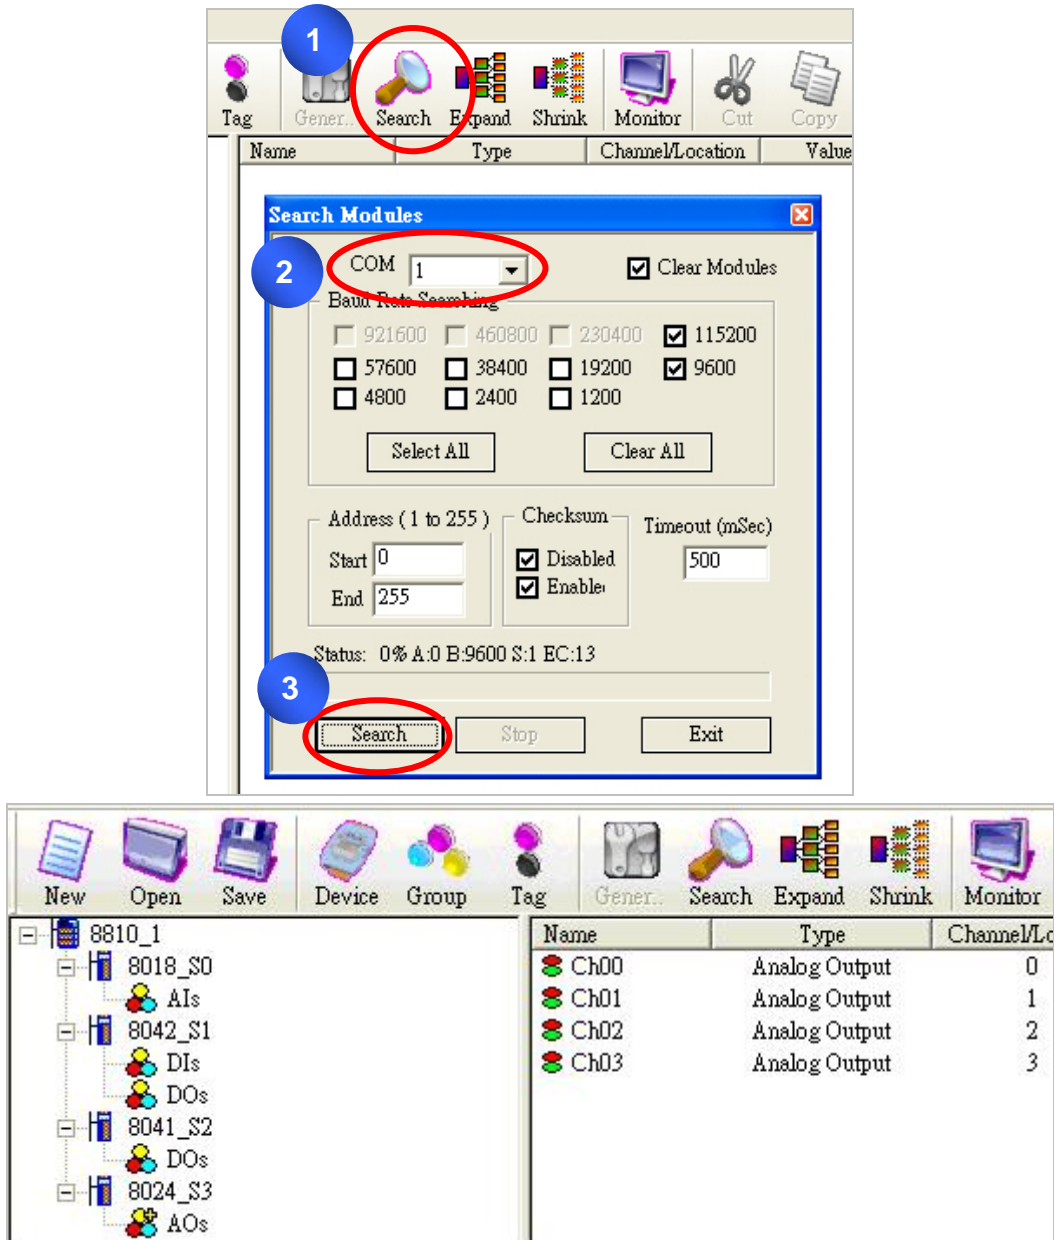 1
Tag Gener.. Search Expand Shrink Monitor Cut Copy
Name Type Channel/Location Value
Search Modules
2
COM 1 Clear Modules
Baud Rate Searching
921600 460800 230400 115200
57600 38400 19200 9600
4800 2400 1200
Select All Clear All
Address ( 1 to 255 ) Checksum Timeout (mSec)
Start 0 Disabled 500
End 255 Enable
Status: 0% A:0 B:9600 S:1 EC:13
3
Search Stop Exit
New Open Save Device Group Tag Gener.. Search Expand Shrink Monitor
8810_1
8018_S0
AIs
8042_S1
DIs
DOs
8041_S2
DOs
8024_S3
AOs
Name Type Channel/Lo
Ch00 Analog Output 0
Ch01 Analog Output 1
Ch02 Analog Output 2
Ch03 Analog Output 3